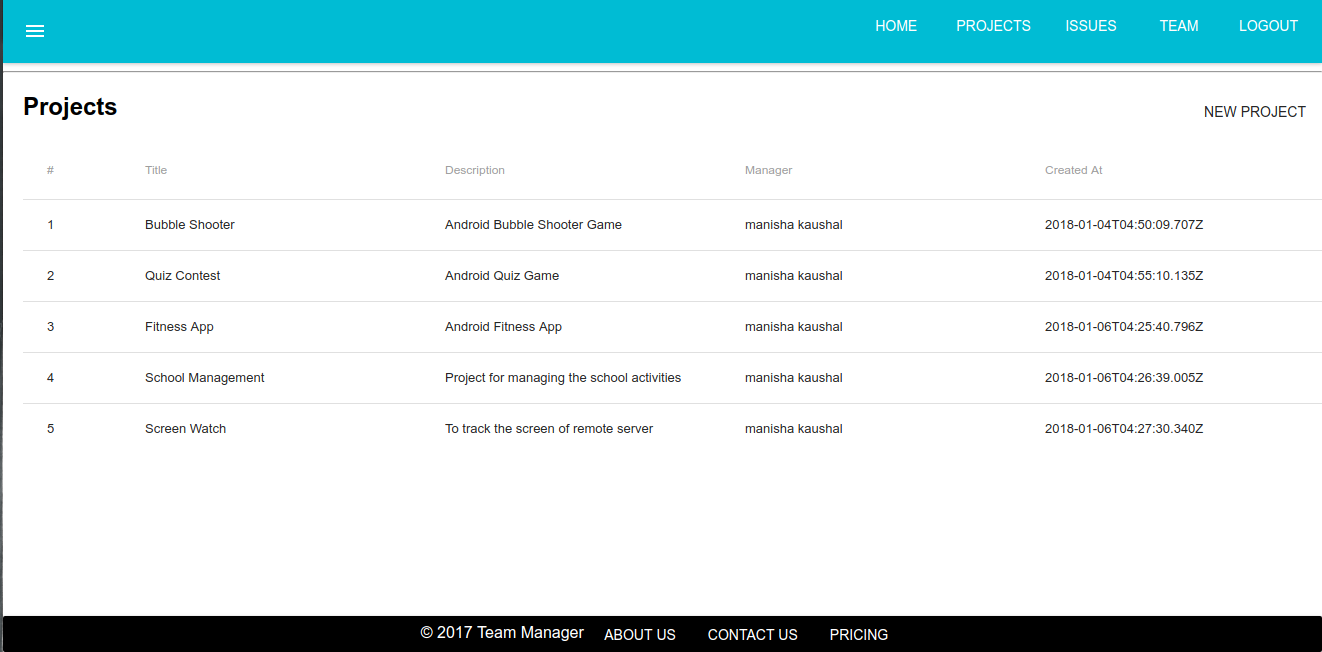 HOME PROJECTS ISSUES TEAM LOGOUT
Projects
NEW PROJECT
# Title Description Manager Created At
1 Bubble Shooter Android Bubble Shooter Game manisha kaushal 2018-01-04T04:50:09.707Z
2 Quiz Contest Android Quiz Game manisha kaushal 2018-01-04T04:55:10.135Z
3 Fitness App Android Fitness App manisha kaushal 2018-01-06T04:25:40.796Z
4 School Management Project for managing the school activities manisha kaushal 2018-01-06T04:26:39.005Z
5 Screen Watch To track the screen of remote server manisha kaushal 2018-01-06T04:27:30.340Z
© 2017 Team Manager ABOUT US CONTACT US PRICING